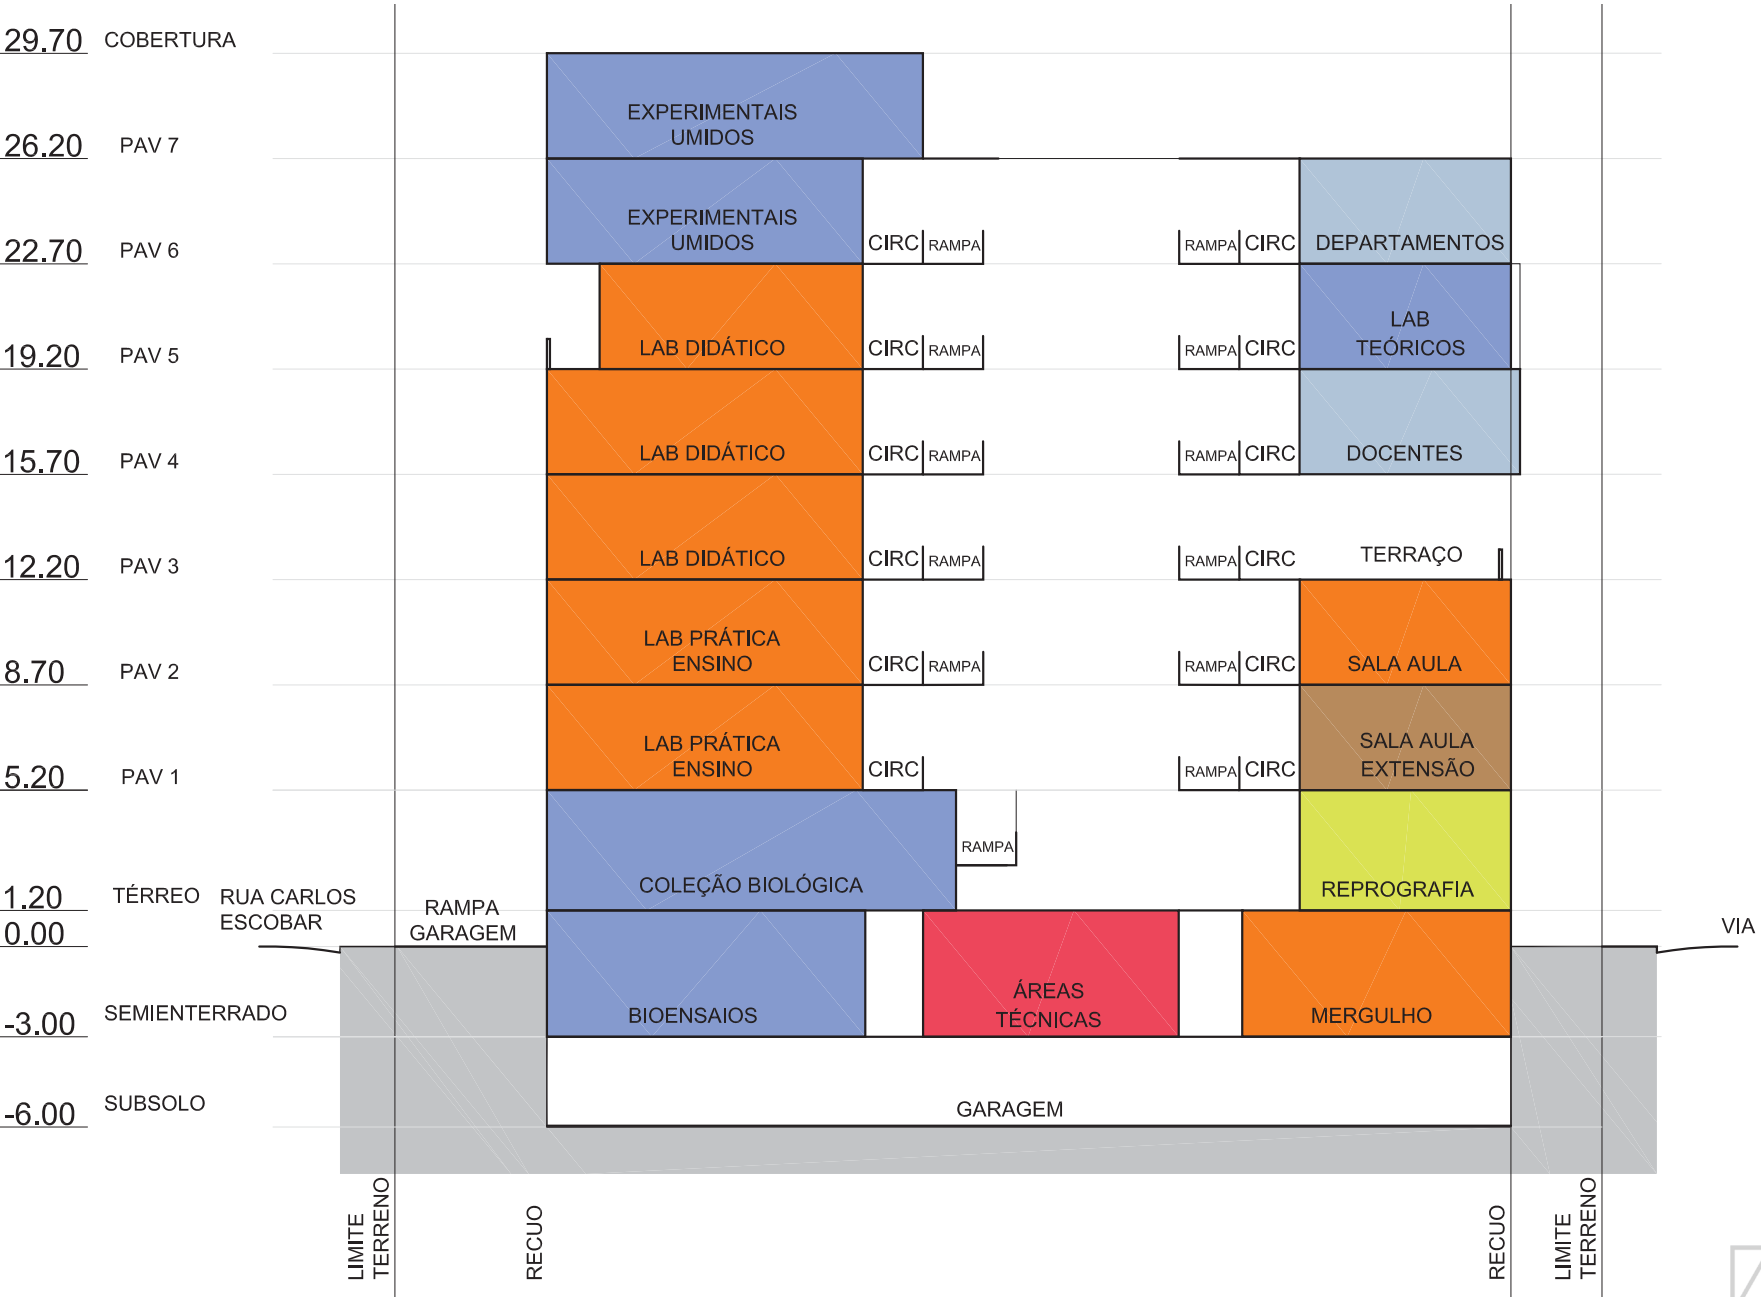 29.70 COBERTURA
EXPERIMENTAIS
UMIDOS
26.20 PAV 7
EXPERIMENTAIS
UMIDOS
CIRC RAMPA RAMPA CIRC DEPARTAMENTOS
22.70 PAV 6
LAB
TEÓRICOS
LAB DIDÁTICO CIRC RAMPA RAMPA CIRC
19.20 PAV 5
LAB DIDÁTICO CIRC RAMPA RAMPA CIRC DOCENTES
15.70 PAV 4
LAB DIDÁTICO CIRC RAMPA RAMPA CIRC TERRAÇO
12.20 PAV 3
LAB PRÁTICA
ENSINO CIRC RAMPA RAMPA CIRC SALA AULA
8.70 PAV 2
LAB PRÁTICA
ENSINO CIRC RAMPA CIRC
SALA AULA
EXTENSÃO
5.20 PAV 1
RAMPA
COLEÇÃO BIOLÓGICA REPROGRAFIA
1.20 TÉRREO
RUA CARLOS
ESCOBAR
RAMPA
GARAGEM
0.00
VIA
BIOENSAIOS
ÁREAS
TÉCNICAS
MERGULHO
-3.00 SEMIENTERRADO
GARAGEM
-6.00 SUBSOLO
LIMITE
TERRENO
RECUO
RECUO
LIMITE
TERRENO